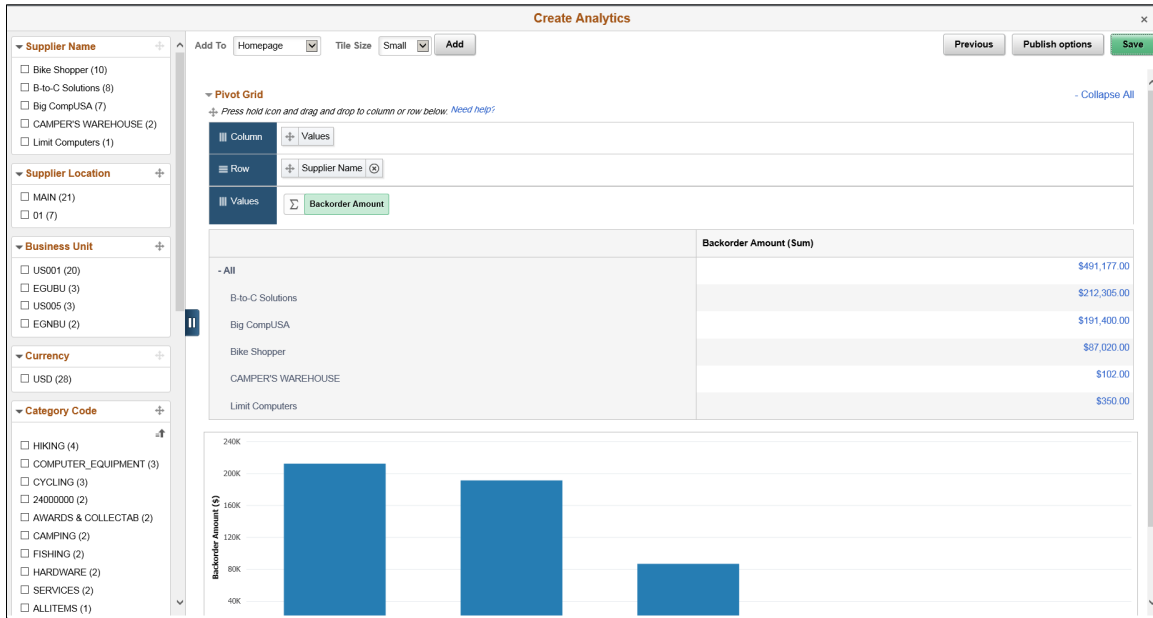 Create Analytics
×
Supplier Name
Bike Shopper (10)
B-to-C Solutions (8)
Big CompUSA (7)
CAMPER'S WAREHOUSE (2)
Limit Computers (1)
Supplier Location
MAIN (21)
01 (7)
Business Unit
US001 (20)
EGUBU (3)
US005 (3)
EGNBU (2)
Currency
USD (28)
Category Code
HIKING (4)
COMPUTER_EQUIPMENT (3)
CYCLING (3)
24000000 (2)
AWARDS & COLLECTAB (2)
CAMPING (2)
FISHING (2)
HARDWARE (2)
SERVICES (2)
ALLITEMS (1)
Add To Homepage Tile Size Small Add Previous Publish options Save
Pivot Grid - Collapse All
Press hold icon and drag and drop to column or row below. Need help?
Column Values
Row Supplier Name
Values Σ Backorder Amount
Backorder Amount (Sum)
- All $491,177.00
B-to-C Solutions $212,305.00
Big CompUSA $191,400.00
Bike Shopper $87,020.00
CAMPER'S WAREHOUSE $102.00
Limit Computers $350.00
Backorder Amount ($)
240K
200K
160K
120K
80K
40K